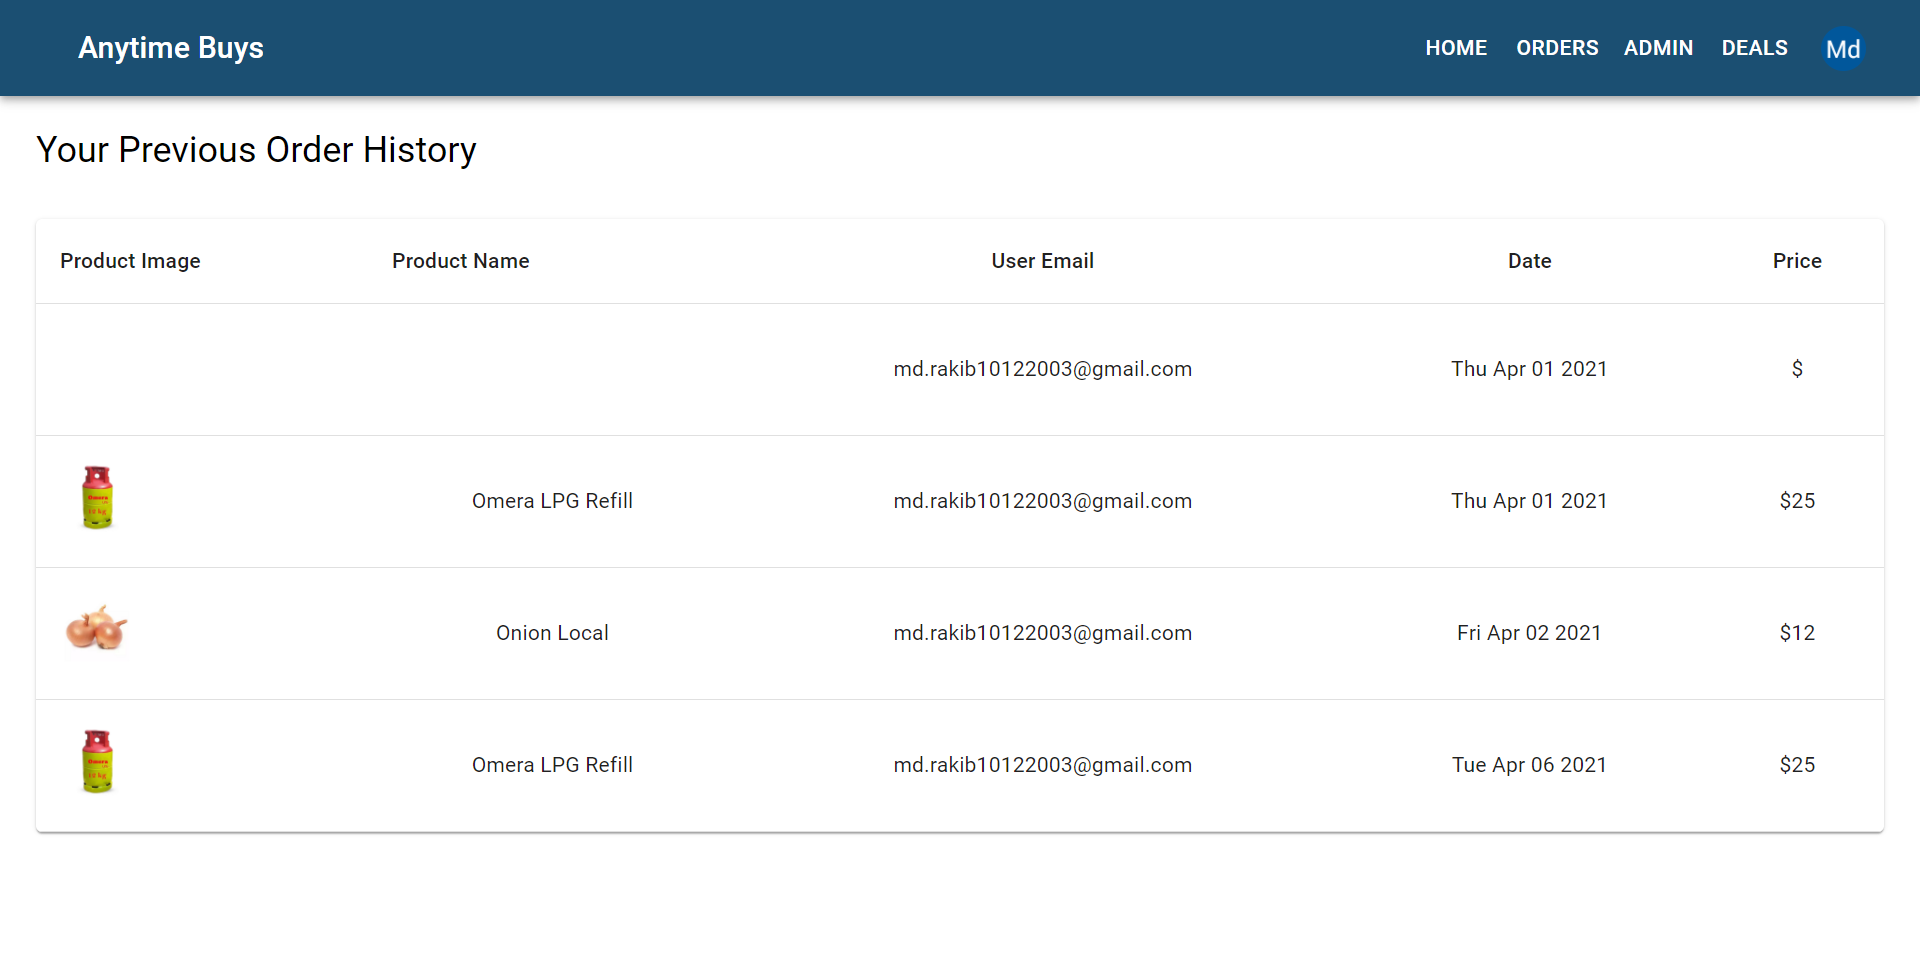 Anytime Buys
HOME ORDERS ADMIN DEALS Md
Your Previous Order History
Product Image Product Name User Email Date Price
md.rakib10122003@gmail.com Thu Apr 01 2021 $
Omera LPG Refill md.rakib10122003@gmail.com Thu Apr 01 2021 $25
Onion Local md.rakib10122003@gmail.com Fri Apr 02 2021 $12
Omera LPG Refill md.rakib10122003@gmail.com Tue Apr 06 2021 $25